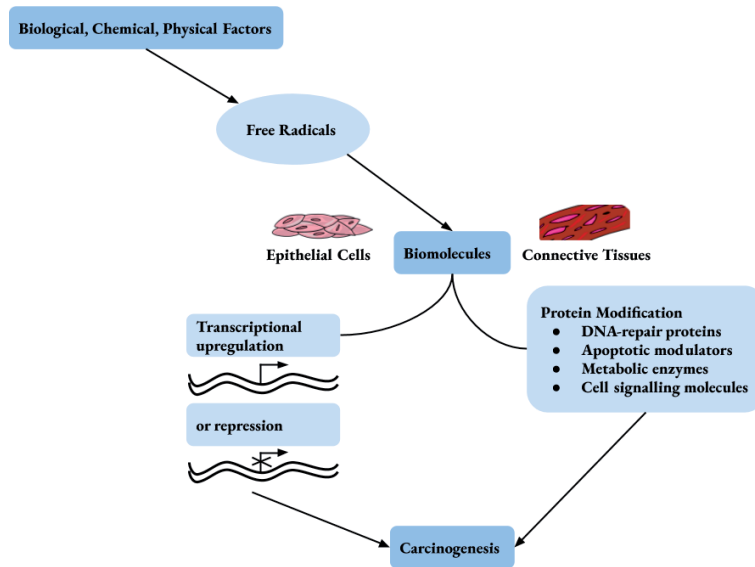 Biological, Chemical, Physical Factors
Free Radicals
Epithelial Cells
Biomolecules
Connective Tissues
Transcriptional
upregulation
or repression
Protein Modification
● DNA-repair proteins
● Apoptotic modulators
● Metabolic enzymes
● Cell signalling molecules
Carcinogenesis